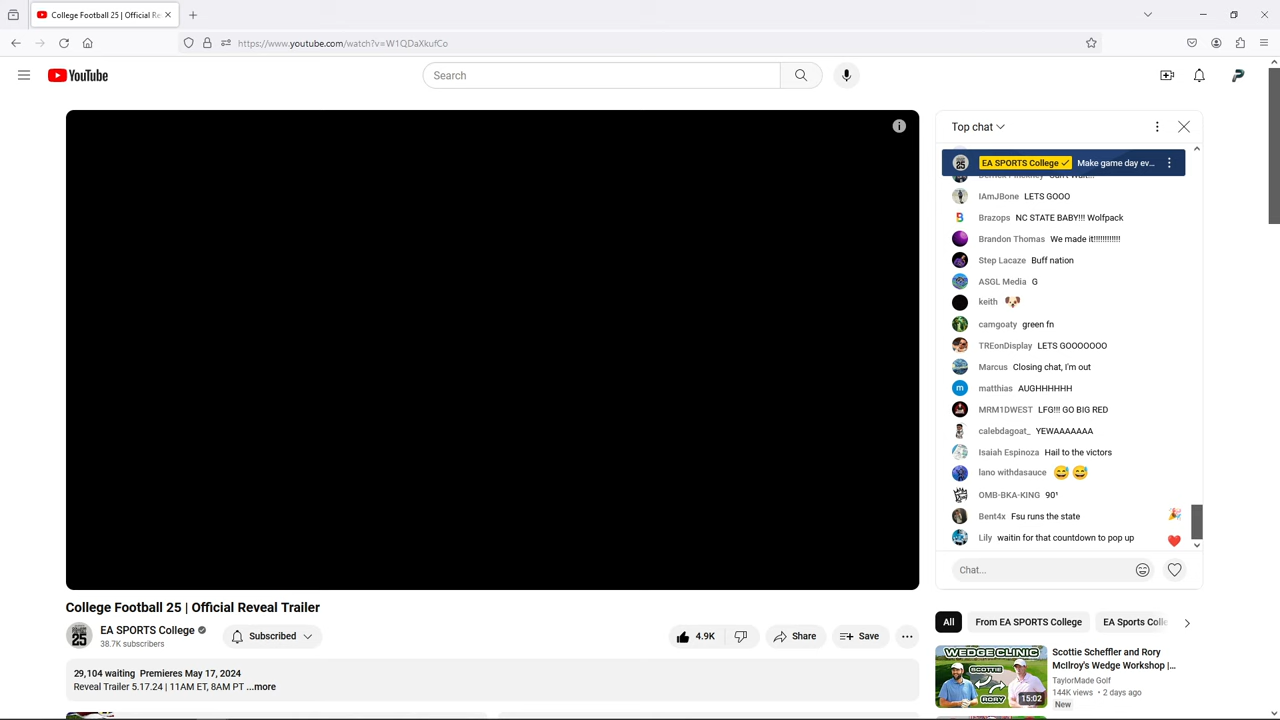 College Football 25 | Official Re
https://www.youtube.com/watch?v=W1QDaXkufCo
YouTube
Search
Top chat
25 EA SPORTS College Make game day ev...
IAmJBone LETS GOOO
Brazops NC STATE BABY!!! Wolfpack
Brandon Thomas We made it!!!!!!!!!!!!
Step Lacaze Buff nation
ASGL Media G
keith 🐶
camgoaty green fn
TREonDisplay LETS GOOOOOOO
Marcus Closing chat, I'm out
m matthias AUGHHHHHH
MRM1DWEST LFG!!! GO BIG RED
calebdagoat_ YEWAAAAAAA
Isaiah Espinoza Hail to the victors
lano withdasauce 😅 😅
OMB-BKA-KING 90¹
Bent4x Fsu runs the state
Lily waitin for that countdown to pop up
Chat...
College Football 25 | Official Reveal Trailer
25 EA SPORTS College
38.7K subscribers
Subscribed
4.9K
Share
Save
29,104 waiting Premieres May 17, 2024
Reveal Trailer 5.17.24 | 11AM ET, 8AM PT ...more
All
From EA SPORTS College
EA Sports Colle
WEDGE CLINIC
SCOTTIE
RORY
15:02
Scottie Scheffler and Rory
McIlroy's Wedge Workshop |...
TaylorMade Golf
144K views • 2 days ago
New